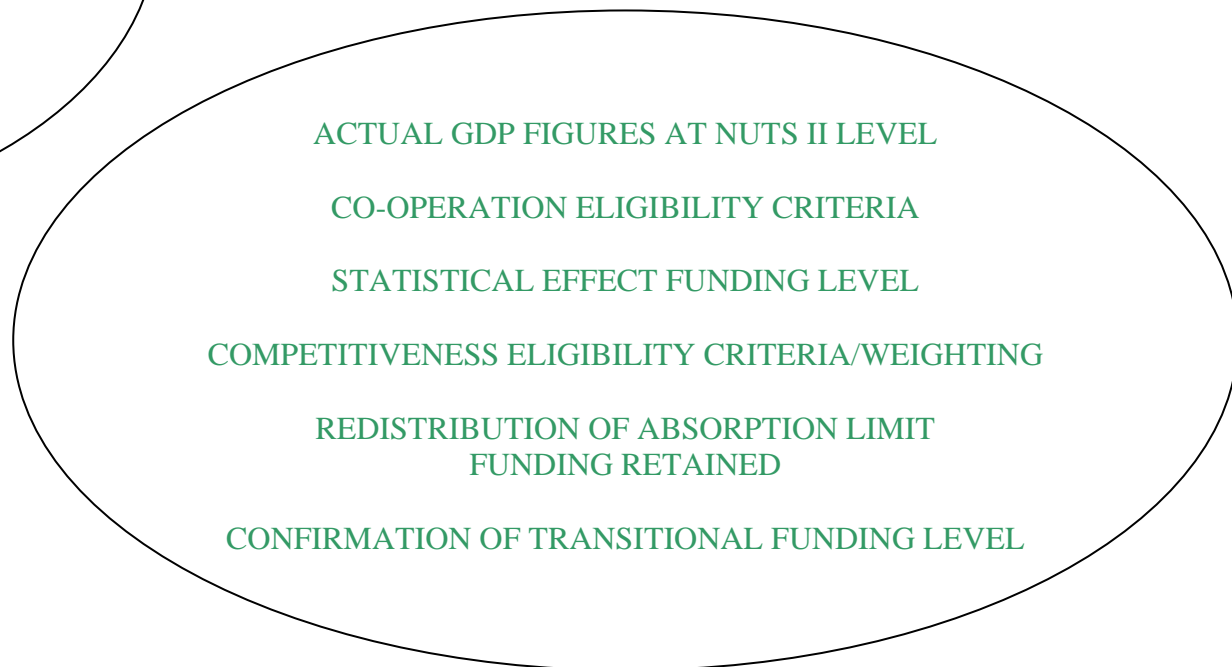 ACTUAL GDP FIGURES AT NUTS II LEVEL
CO-OPERATION ELIGIBILITY CRITERIA
STATISTICAL EFFECT FUNDING LEVEL
COMPETITIVENESS ELIGIBILITY CRITERIA/WEIGHTING
REDISTRIBUTION OF ABSORPTION LIMIT
FUNDING RETAINED
CONFIRMATION OF TRANSITIONAL FUNDING LEVEL